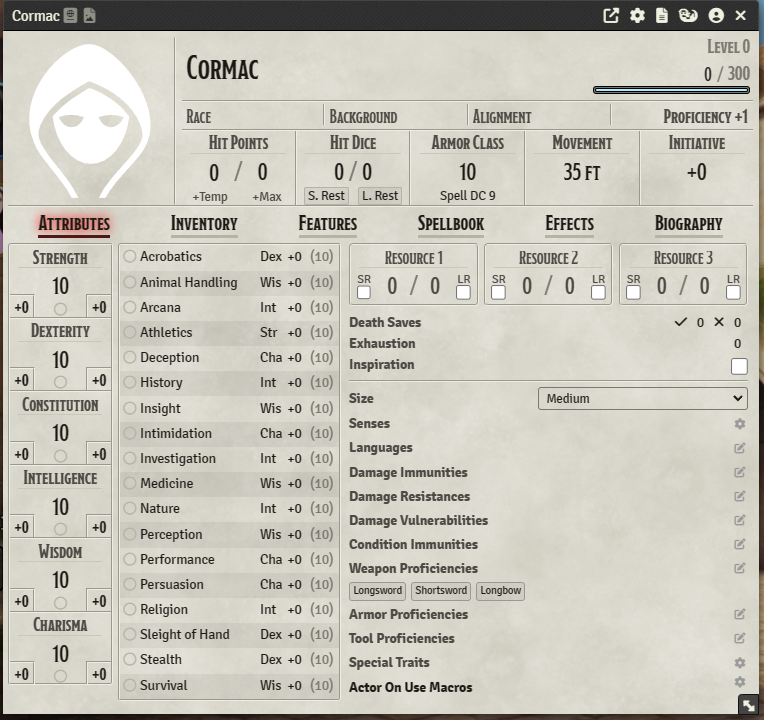 Cormac
Cormac
Level 0
0 / 300
Race Background Alignment Proficiency +1
Hit Points Hit Dice Armor Class Movement Initiative
0 / 0 0 / 0 10 35 ft +0
+Temp +Max S. Rest L. Rest Spell DC 9
Attributes Inventory Features Spellbook Effects Biography
Strength
10
+0 +0
Dexterity
10
+0 +0
Constitution
10
+0 +0
Intelligence
10
+0 +0
Wisdom
10
+0 +0
Charisma
10
+0 +0
Acrobatics Dex +0 (10)
Animal Handling Wis +0 (10)
Arcana Int +0 (10)
Athletics Str +0 (10)
Deception Cha +0 (10)
History Int +0 (10)
Insight Wis +0 (10)
Intimidation Cha +0 (10)
Investigation Int +0 (10)
Medicine Wis +0 (10)
Nature Int +0 (10)
Perception Wis +0 (10)
Performance Cha +0 (10)
Persuasion Cha +0 (10)
Religion Int +0 (10)
Sleight of Hand Dex +0 (10)
Stealth Dex +0 (10)
Survival Wis +0 (10)
Resource 1 Resource 2 Resource 3
SR 0 / 0 LR SR 0 / 0 LR SR 0 / 0 LR
Death Saves 0 0
Exhaustion 0
Inspiration
Size Medium
Senses
Languages
Damage Immunities
Damage Resistances
Damage Vulnerabilities
Condition Immunities
Weapon Proficiencies
Longsword Shortsword Longbow
Armor Proficiencies
Tool Proficiencies
Special Traits
Actor On Use Macros